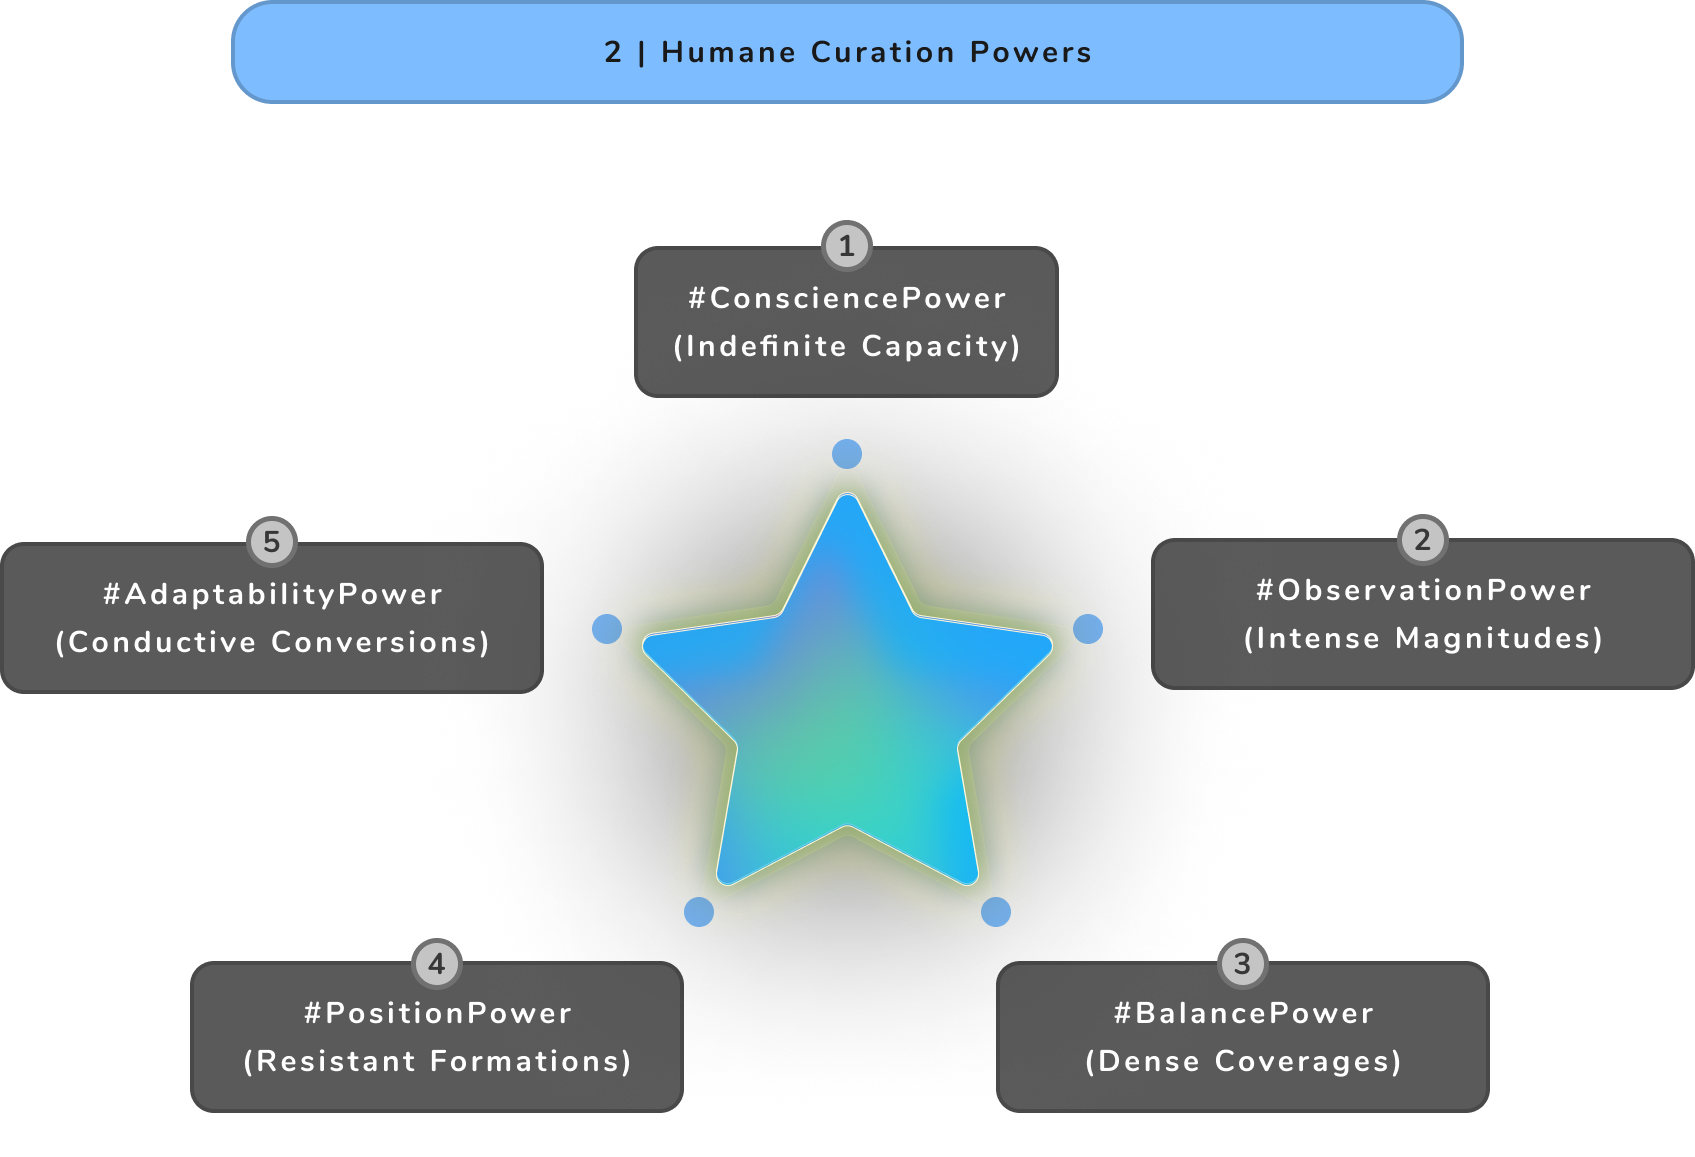 2 | Humane Curation Powers
1
#ConsciencePower
(Indefinite Capacity)
2
#ObservationPower
(Intense Magnitudes)
3
#BalancePower
(Dense Coverages)
4
#PositionPower
(Resistant Formations)
5
#AdaptabilityPower
(Conductive Conversions)